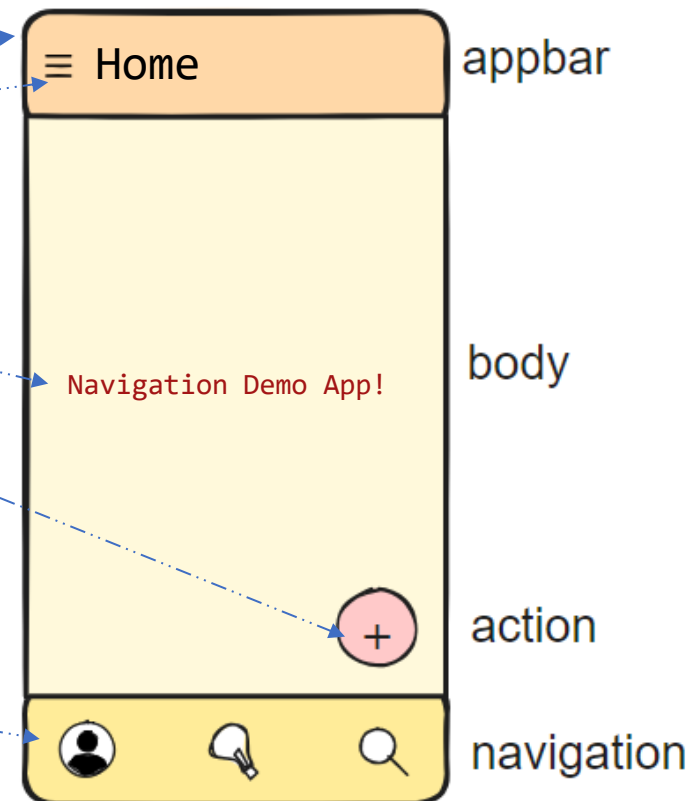 Home
appbar
Navigation Demo App!
body
+
action
navigation